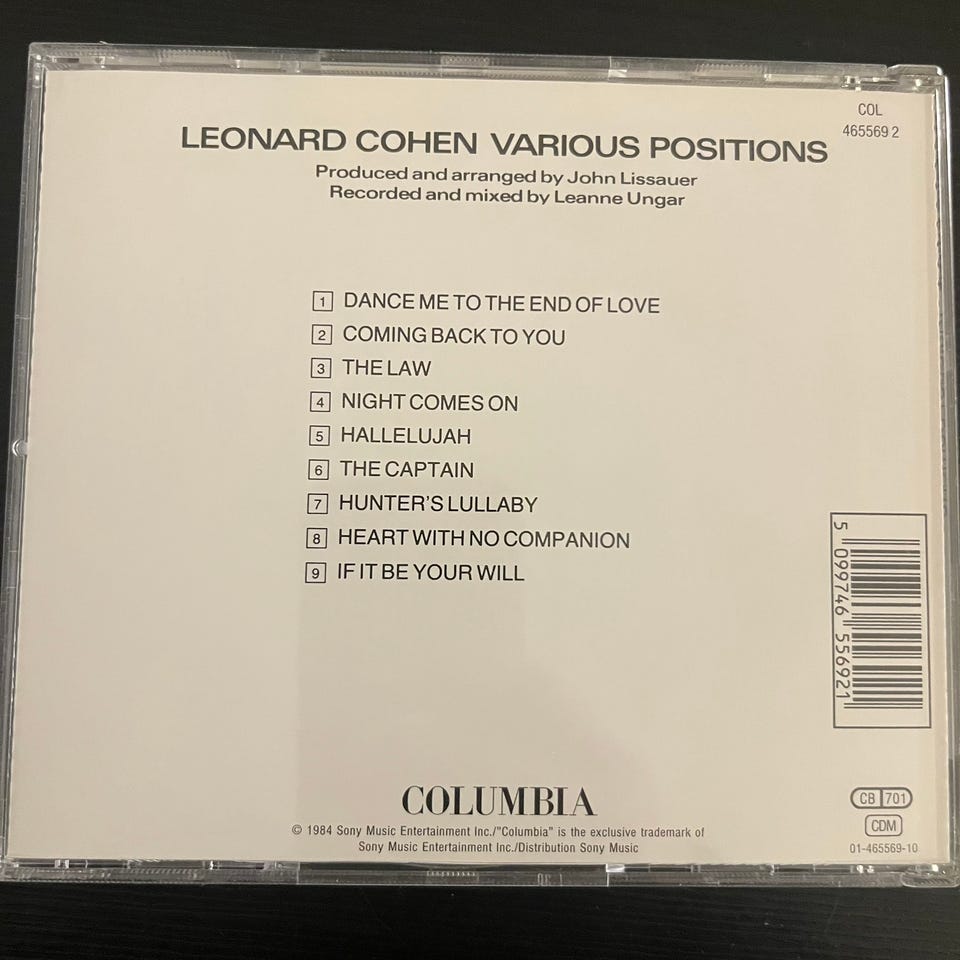 COL
465569 2
LEONARD COHEN VARIOUS POSITIONS
Produced and arranged by John Lissauer
Recorded and mixed by Leanne Ungar
1 DANCE ME TO THE END OF LOVE
2 COMING BACK TO YOU
3 THE LAW
4 NIGHT COMES ON
5 HALLELUJAH
6 THE CAPTAIN
7 HUNTER'S LULLABY
8 HEART WITH NO COMPANION
9 IF IT BE YOUR WILL
5 099746 556921
COLUMBIA
© 1984 Sony Music Entertainment Inc./"Columbia" is the exclusive trademark of
Sony Music Entertainment Inc./Distribution Sony Music
CB 701
CDM
01-465569-10